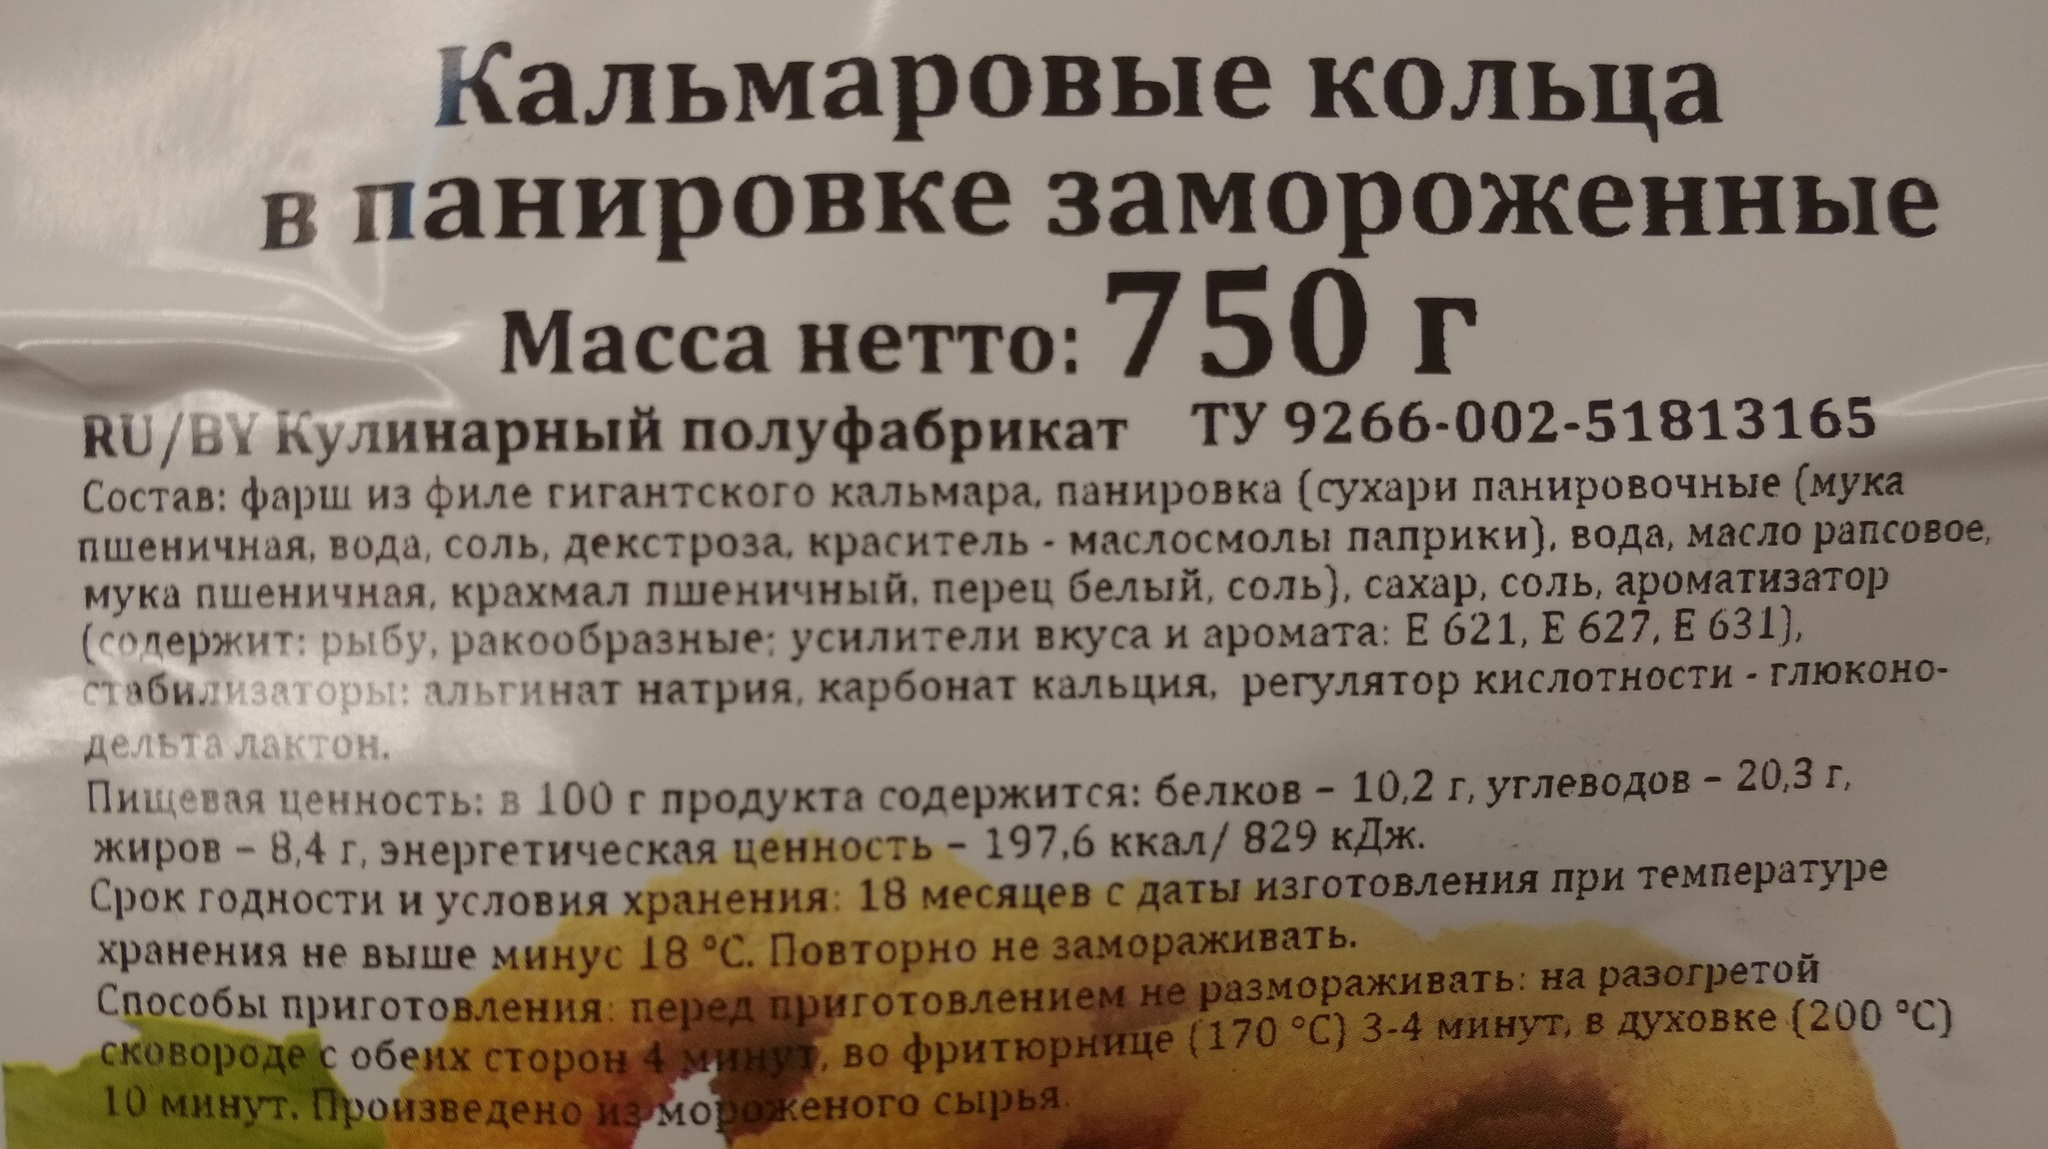 Кальмаровые кольца
в панировке замороженные
Масса нетто: 750 г
RU/BY Кулинарный полуфабрикат ТУ 9266-002-51813165
Состав: фарш из филе гигантского кальмара, панировка (сухари панировочные (мука
пшеничная, вода, соль, декстроза, краситель - маслосмолы паприки), вода, масло рапсовое,
мука пшеничная, крахмал пшеничный, перец белый, соль), сахар, соль, ароматизатор
(содержит: рыбу, ракообразные; усилители вкуса и аромата: Е 621, Е 627, Е 631),
стабилизаторы: альгинат натрия, карбонат кальция, регулятор кислотности - глюконо-
дельта лактон.
Пищевая ценность: в 100 г продукта содержится: белков – 10,2 г, углеводов – 20,3 г,
жиров – 8,4 г, энергетическая ценность – 197,6 ккал/ 829 кДж.
Срок годности и условия хранения: 18 месяцев с даты изготовления при температуре
хранения не выше минус 18 °С. Повторно не замораживать.
Способы приготовления: перед приготовлением не размораживать: на разогретой
сковороде с обеих сторон 4 минут, во фритюрнице (170 °С) 3-4 минут, в духовке (200 °С)
10 минут. Произведено из мороженого сырья.